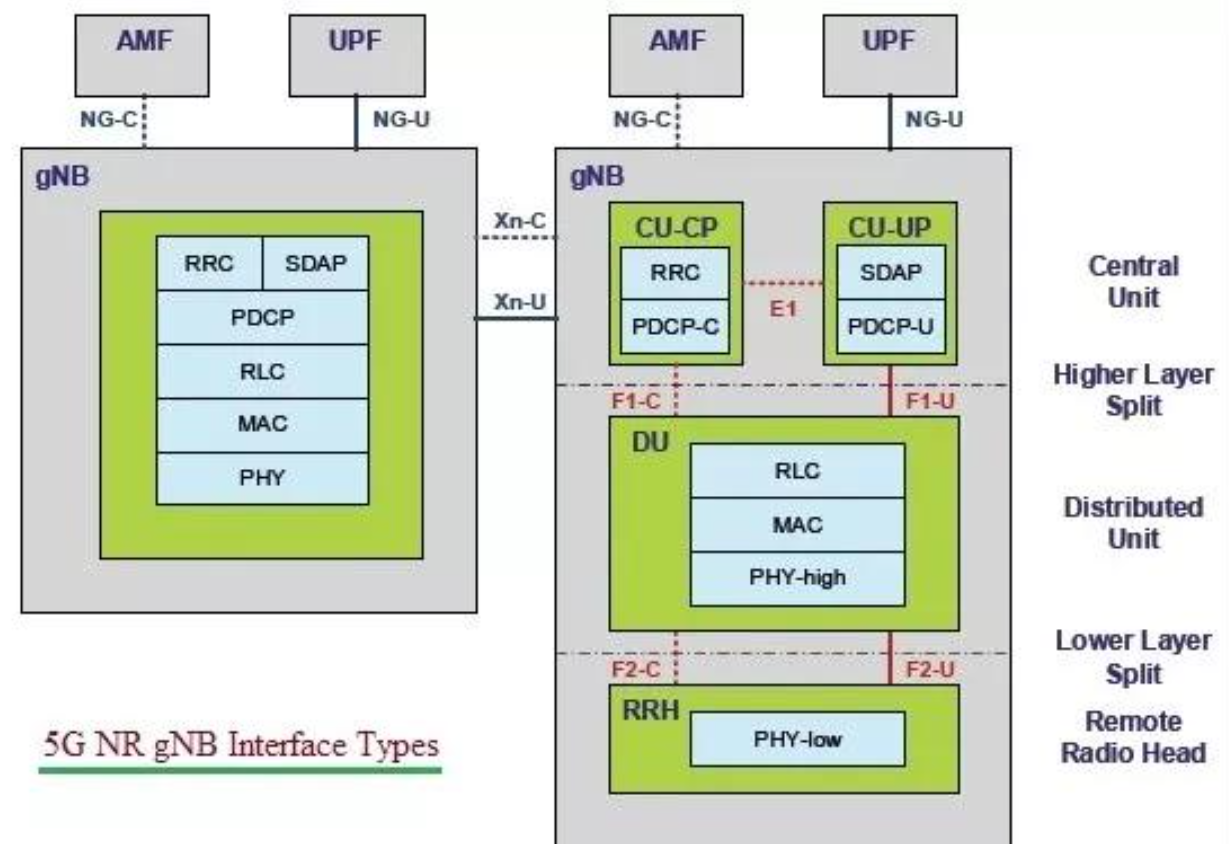 AMF
UPF
AMF
UPF
NG-C
NG-U
NG-C
NG-U
gNB
RRC
SDAP
PDCP
RLC
MAC
PHY
Xn-C
Xn-U
gNB
CU-CP
RRC
PDCP-C
E1
CU-UP
SDAP
PDCP-U
Central
Unit
F1-C
F1-U
Higher Layer
Split
DU
RLC
MAC
PHY-high
Distributed
Unit
F2-C
F2-U
Lower Layer
Split
RRH
PHY-low
Remote
Radio Head
5G NR gNB Interface Types